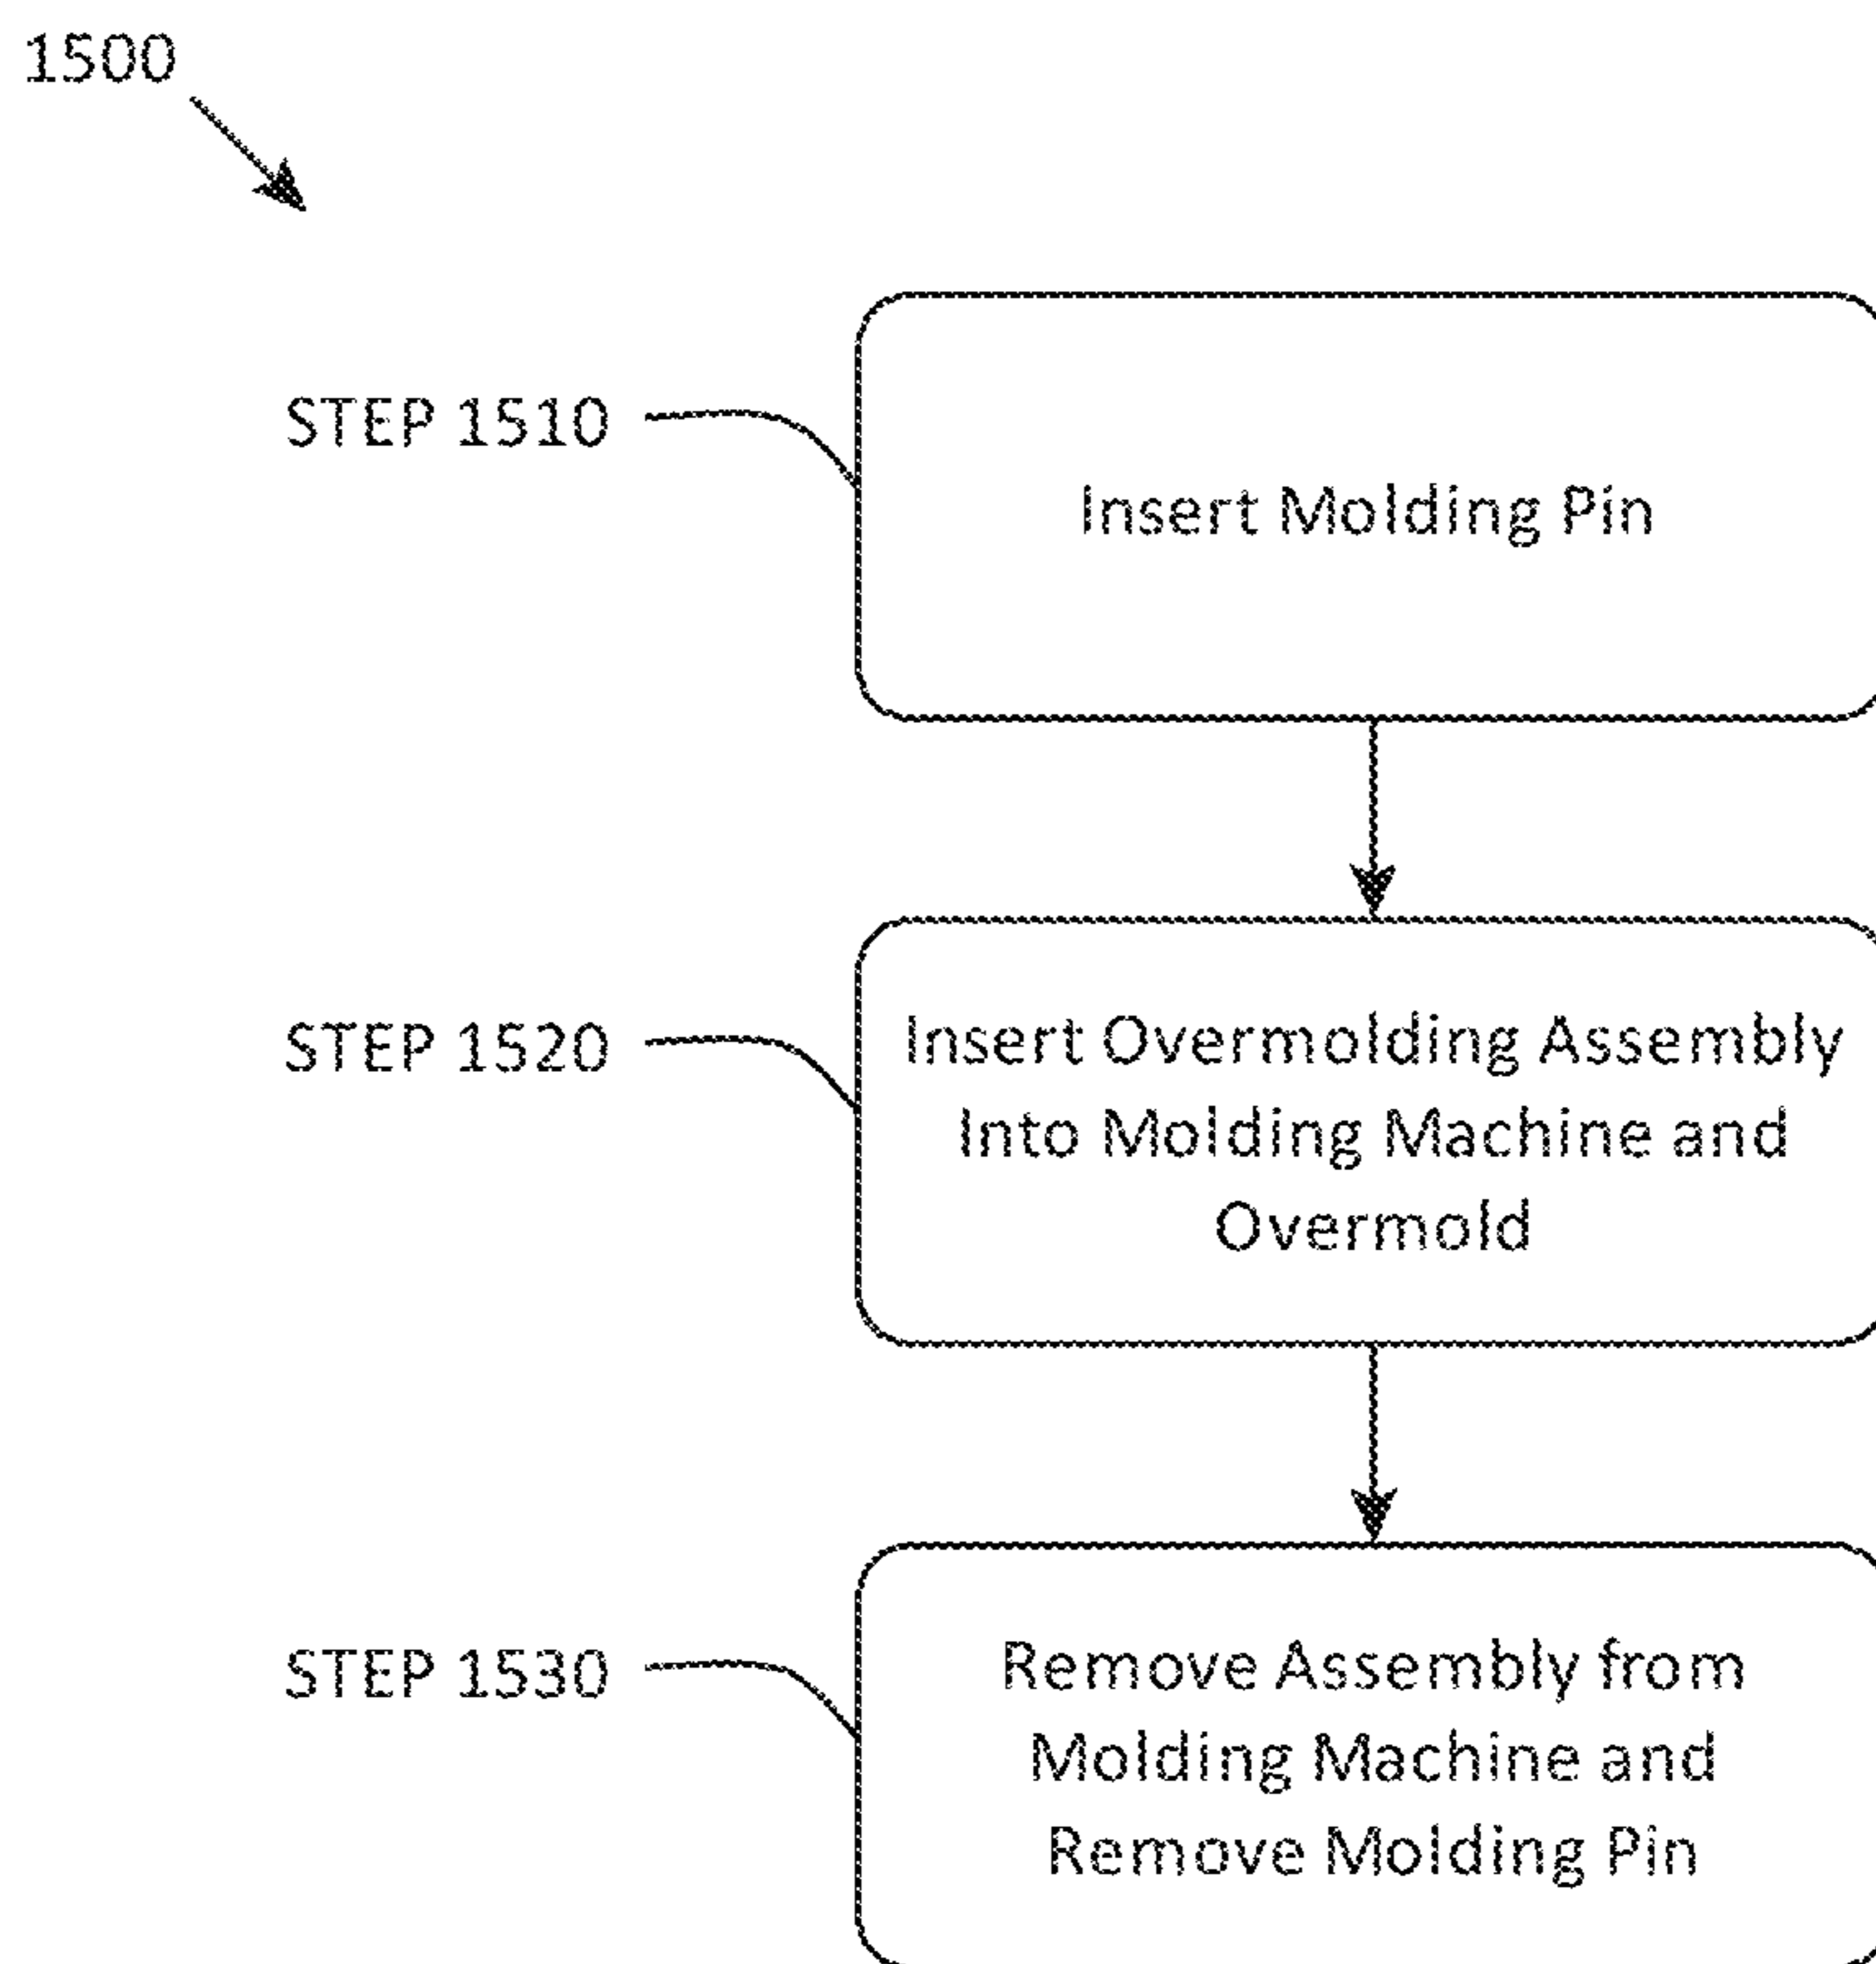 1500
STEP 1510
Insert Molding Pin
STEP 1520
Insert Overmolding Assembly
Into Molding Machine and
Overmold
STEP 1530
Remove Assembly from
Molding Machine and
Remove Molding Pin